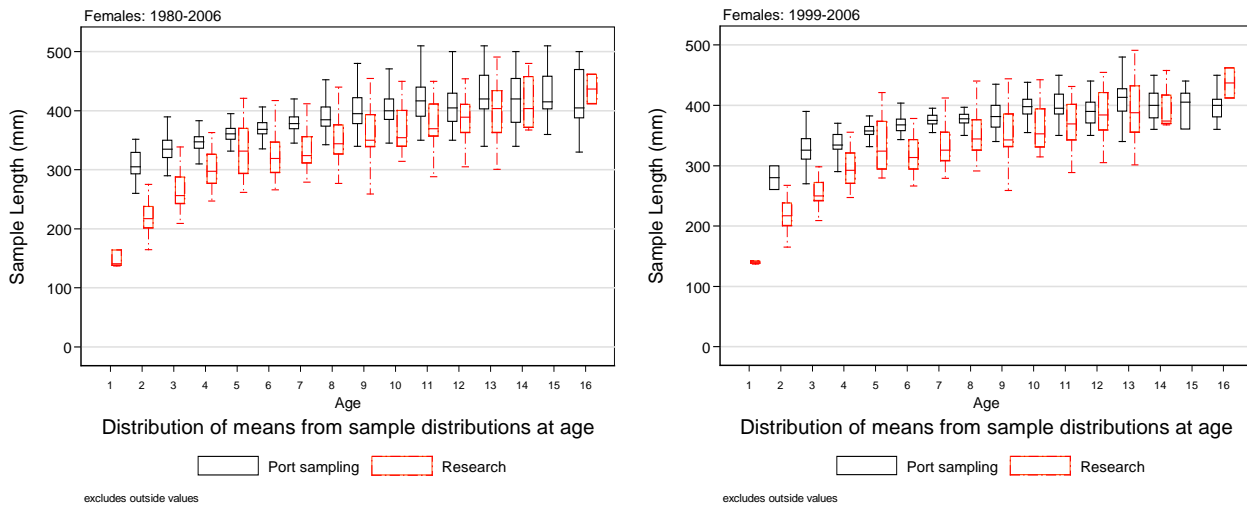 Females: 1980-2006
Sample Length (mm)
500
400
300
200
100
0
1 2 3 4 5 6 7 8 9 10 11 12 13 14 15 16
Age
Distribution of means from sample distributions at age
Port sampling Research
excludes outside values
Females: 1999-2006
Sample Length (mm)
500
400
300
200
100
0
1 2 3 4 5 6 7 8 9 10 11 12 13 14 15 16
Age
Distribution of means from sample distributions at age
Port sampling Research
excludes outside values